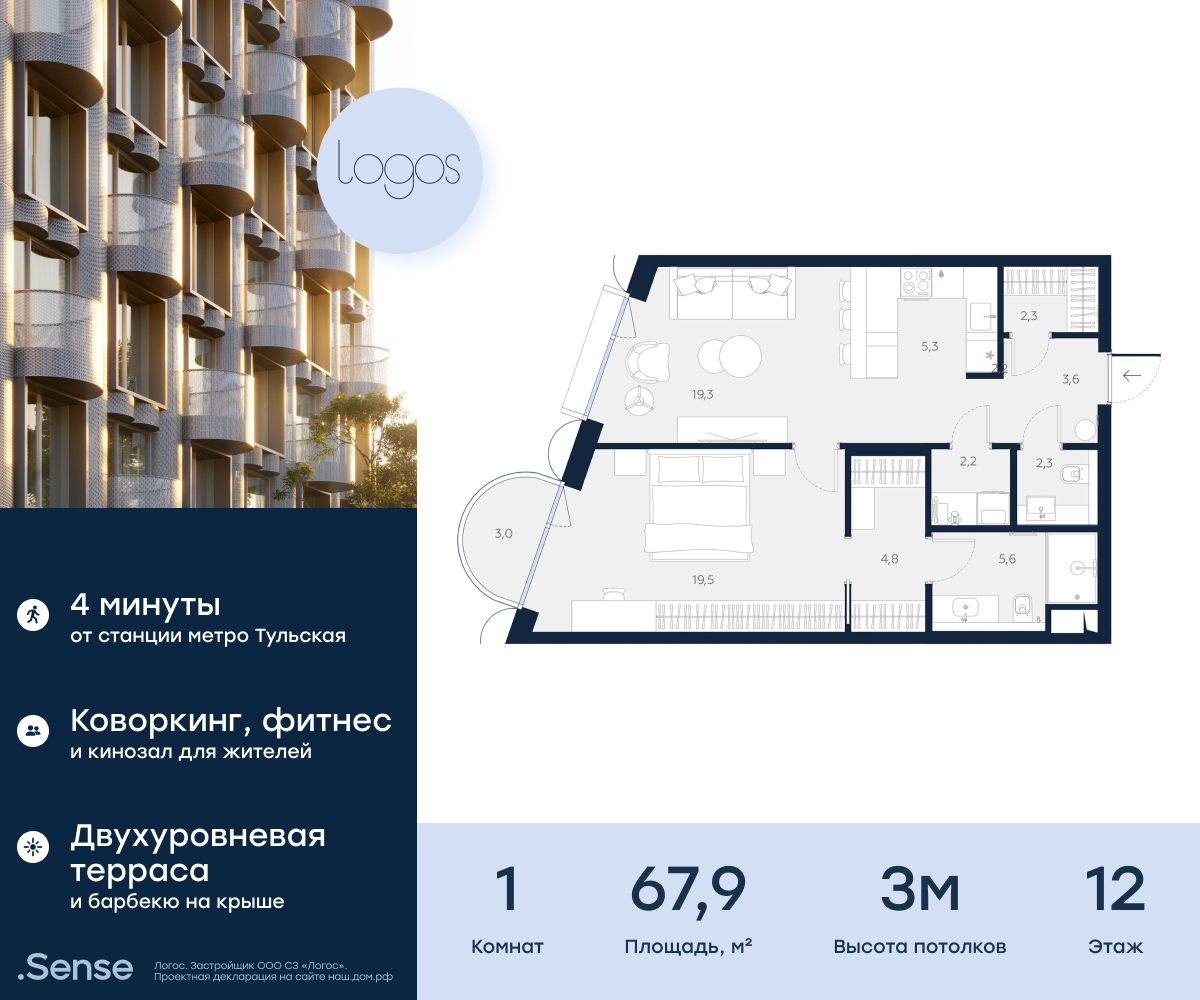 logos
4 минуты
от станции метро Тульская
Коворкинг, фитнес
и кинозал для жителей
Двухуровневая
терраса
и барбекю на крыше
.Sense
Логос. Застройщик ООО СЗ «Логос».
Проектная декларация на сайте наш.дом.рф
2,3
5,3
2,2
3,6
19,3
2,2
2,3
3,0
4,8
5,6
19,5
1
Комнат
67,9
Площадь, м²
3м
Высота потолков
12
Этаж